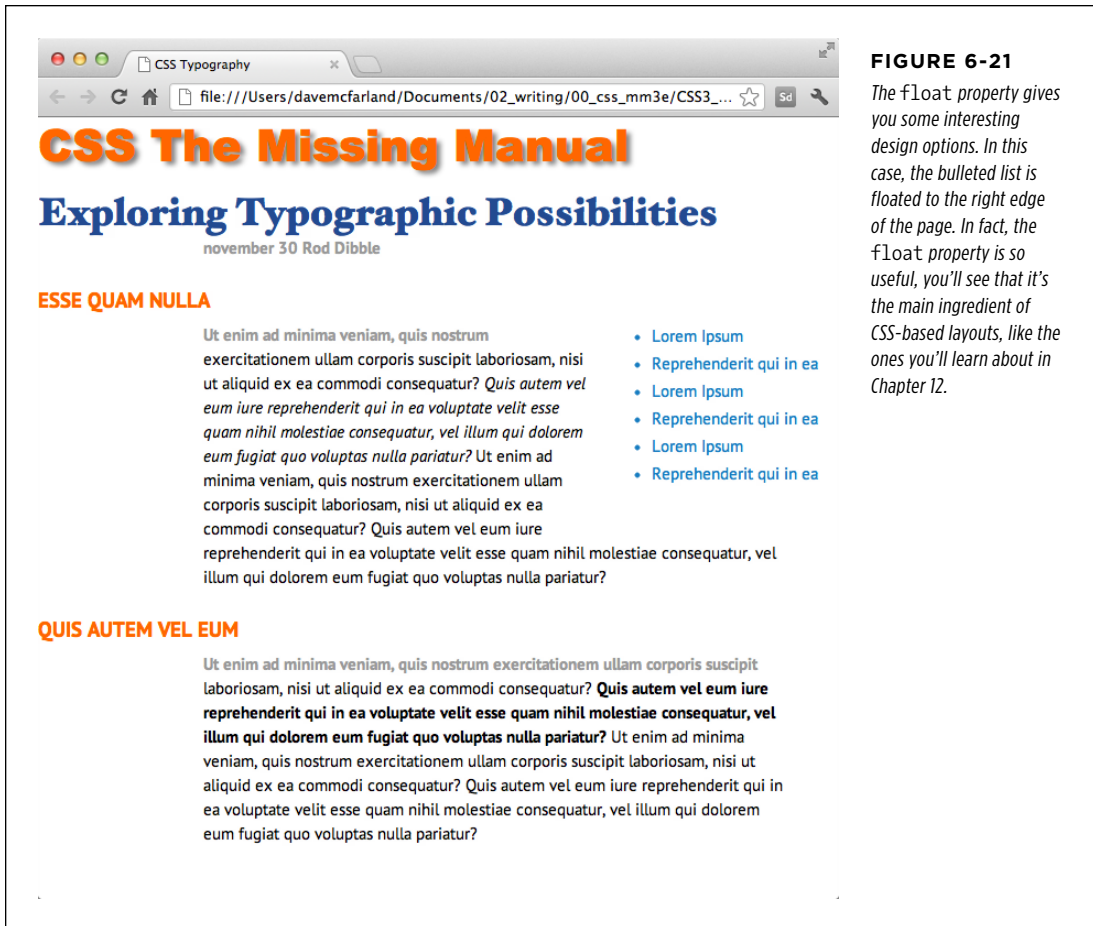 CSS Typography
file:///Users/davemcfarland/Documents/02_writing/00_css_mm3e/CSS3_...
Sd
CSS The Missing Manual
Exploring Typographic Possibilities
november 30 Rod Dibble
ESSE QUAM NULLA
Ut enim ad minima veniam, quis nostrum
exercitationem ullam corporis suscipit laboriosam, nisi
ut aliquid ex ea commodi consequatur? Quis autem vel
eum iure reprehenderit qui in ea voluptate velit esse
quam nihil molestiae consequatur, vel illum qui dolorem
eum fugiat quo voluptas nulla pariatur? Ut enim ad
minima veniam, quis nostrum exercitationem ullam
corporis suscipit laboriosam, nisi ut aliquid ex ea
commodi consequatur? Quis autem vel eum iure
reprehenderit qui in ea voluptate velit esse quam nihil molestiae consequatur, vel
illum qui dolorem eum fugiat quo voluptas nulla pariatur?
• Lorem Ipsum
• Reprehenderit qui in ea
• Lorem Ipsum
• Reprehenderit qui in ea
• Lorem Ipsum
• Reprehenderit qui in ea
QUIS AUTEM VEL EUM
Ut enim ad minima veniam, quis nostrum exercitationem ullam corporis suscipit
laboriosam, nisi ut aliquid ex ea commodi consequatur? Quis autem vel eum iure
reprehenderit qui in ea voluptate velit esse quam nihil molestiae consequatur, vel
illum qui dolorem eum fugiat quo voluptas nulla pariatur? Ut enim ad minima
veniam, quis nostrum exercitationem ullam corporis suscipit laboriosam, nisi ut
aliquid ex ea commodi consequatur? Quis autem vel eum iure reprehenderit qui in
ea voluptate velit esse quam nihil molestiae consequatur, vel illum qui dolorem
eum fugiat quo voluptas nulla pariatur?
FIGURE 6-21
The float property gives
you some interesting
design options. In this
case, the bulleted list is
floated to the right edge
of the page. In fact, the
float property is so
useful, you'll see that it's
the main ingredient of
CSS-based layouts, like the
ones you'll learn about in
Chapter 12.